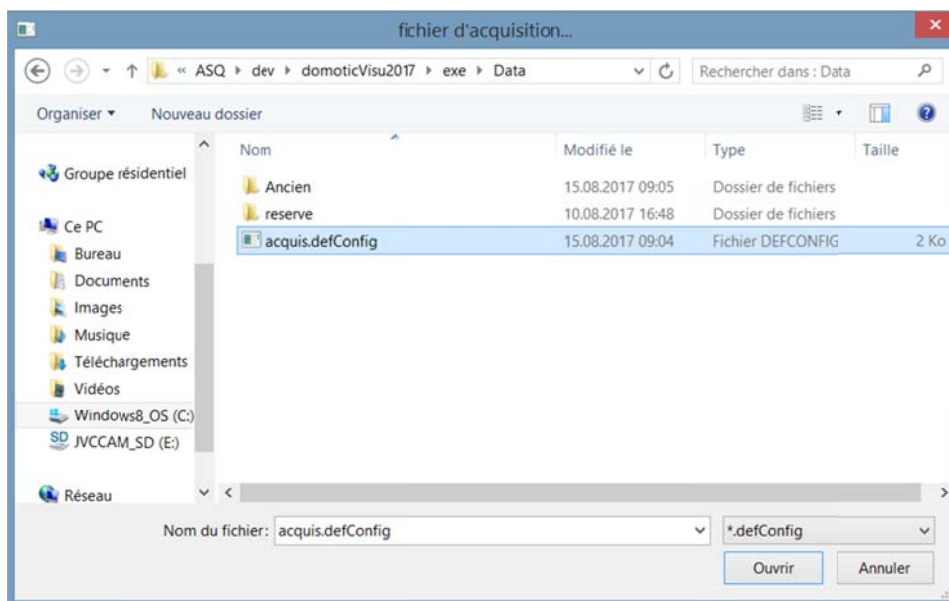 fichier d'acquisition...
« ASQ dev domoticVisu2017 exe Data
Rechercher dans : Data
Organiser
Nouveau dossier
Nom Modifié le Type Taille
Groupe résidentiel
Ce PC
Bureau
Documents
Images
Musique
Téléchargements
Vidéos
Windows8_OS (C:)
SD JVCCAM_SD (E:)
Réseau
Ancien 15.08.2017 09:05 Dossier de fichiers
reserve 10.08.2017 16:48 Dossier de fichiers
acquis.defConfig 15.08.2017 09:04 Fichier DEFCONFIG 2 Ko
Nom du fichier: acquis.defConfig
*.defConfig
Ouvrir Annuler